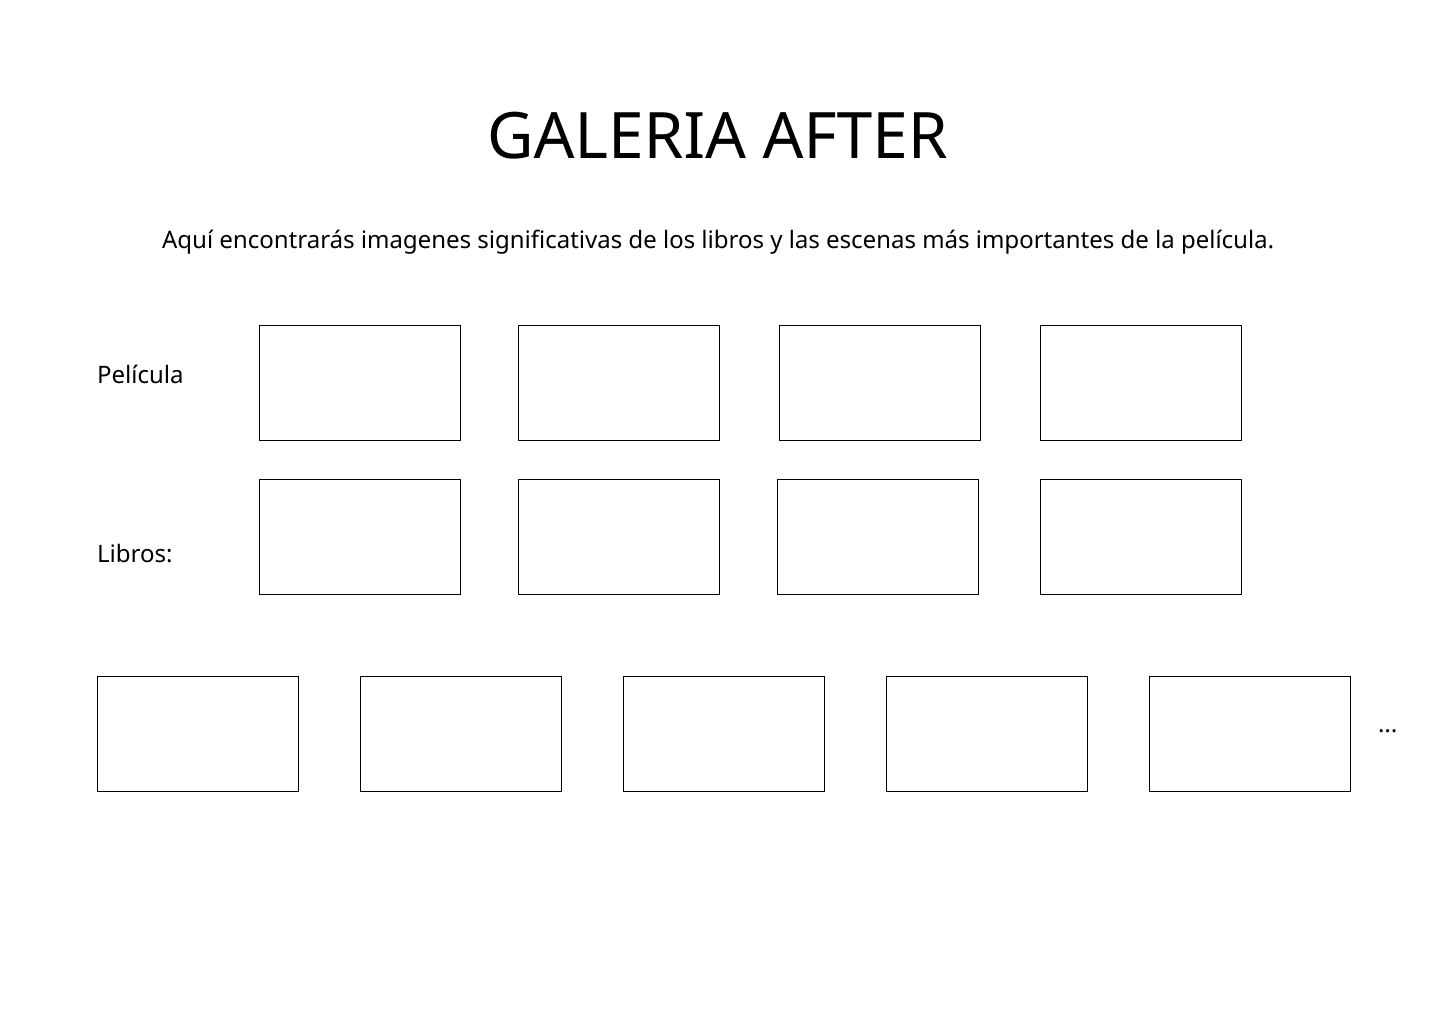 GALERIA AFTER
Aquí encontrarás imagenes significativas de los libros y las escenas más importantes de la película.
Película
Libros:
...